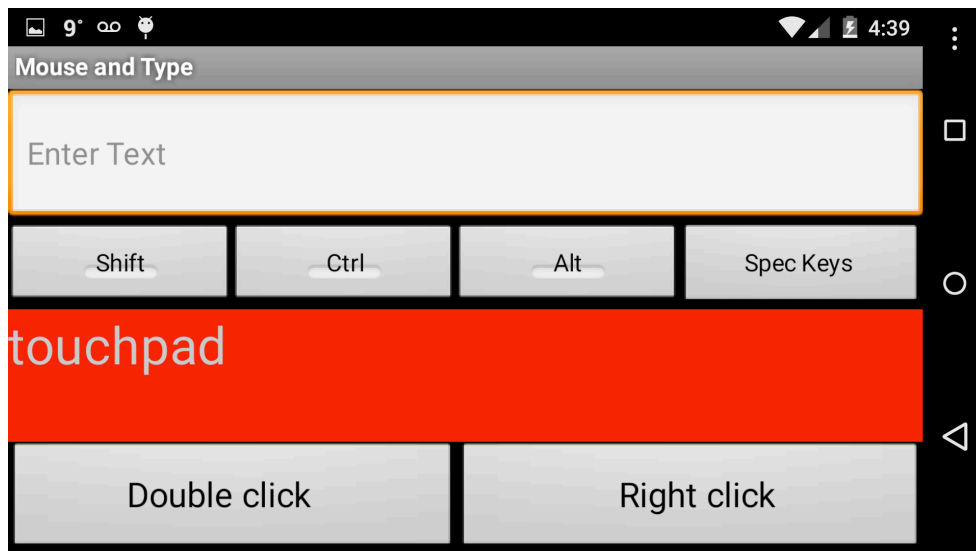 9° 4:39
Mouse and Type
Enter Text
Shift Ctrl Alt Spec Keys
touchpad
Double click Right click